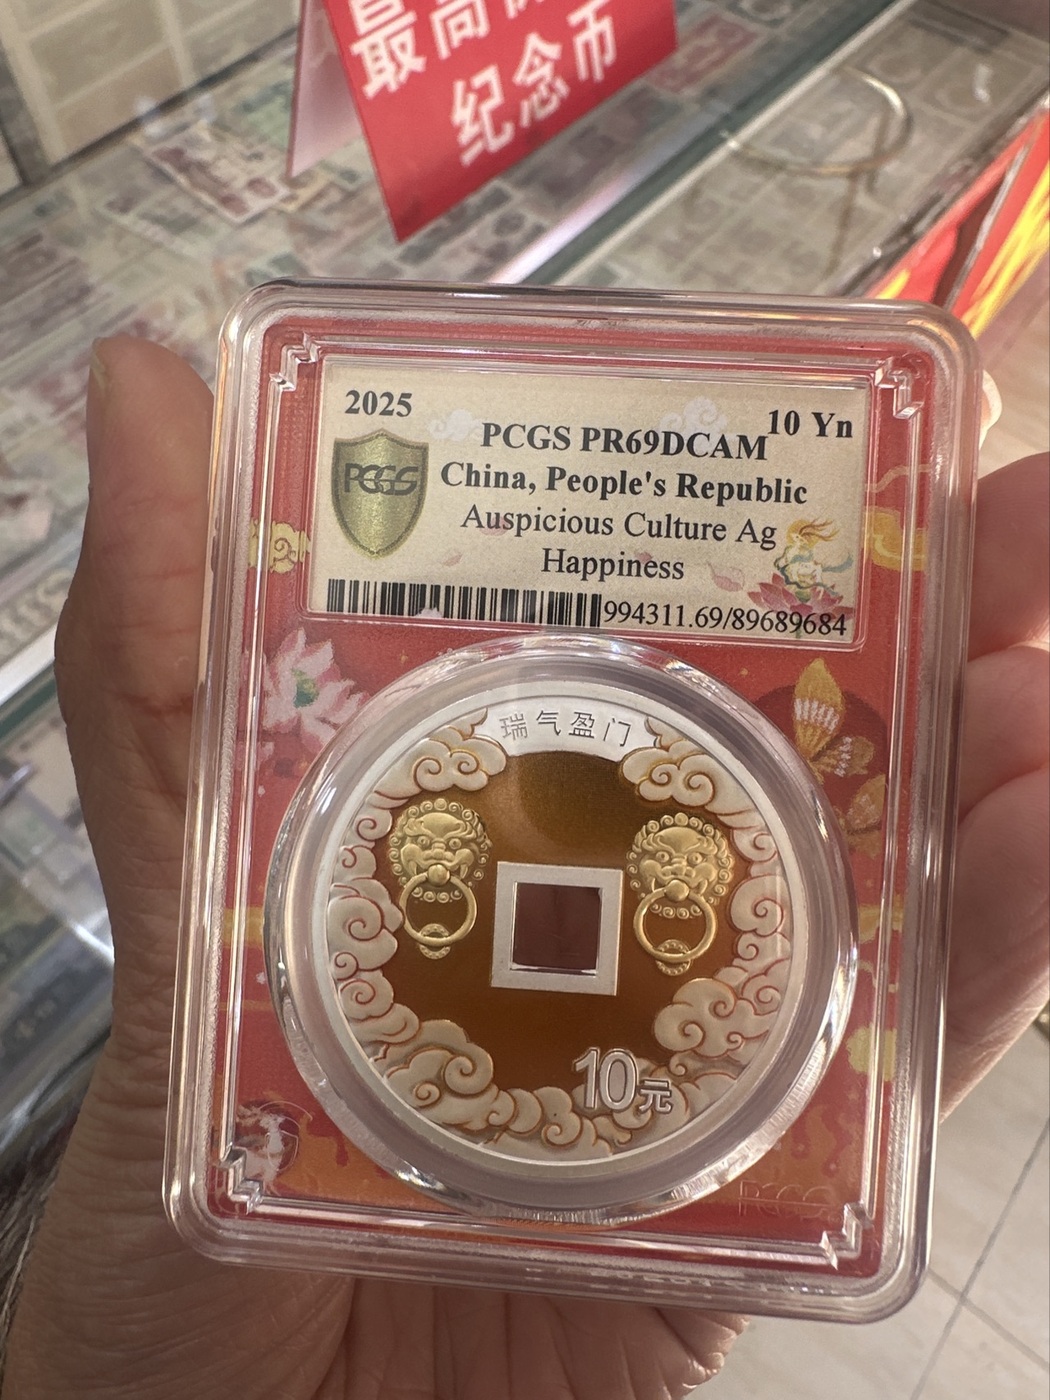 最高
纪念币
2025
10 Yn
PCGS PR69DCAM
PCGS
China, People's Republic
Auspicious Culture Ag
Happiness
994311.69/89689684
瑞气盈门
10元
PCGS